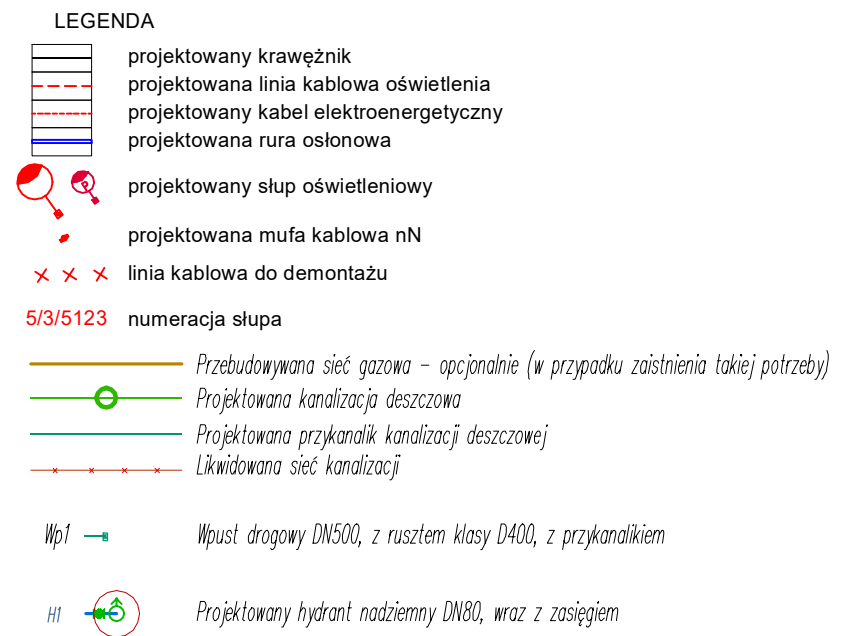 LEGENDA
projektowany krawężnik
projektowana linia kablowa oświetlenia
projektowany kabel elektroenergetyczny
projektowana rura osłonowa
projektowany słup oświetleniowy
projektowana mufa kablowa nN
linia kablowa do demontażu
5/3/5123 numeracja słupa
Przebudowywana sieć gazowa – opcjonalnie (w przypadku zaistnienia takiej potrzeby)
Projektowana kanalizacja deszczowa
Projektowana przykanalik kanalizacji deszczowej
Likwidowana sieć kanalizacji
Wp1 Wpust drogowy DN500, z rusztem klasy D400, z przykanalikiem
H1 Projektowany hydrant nadziemny DN80, wraz z zasięgiem